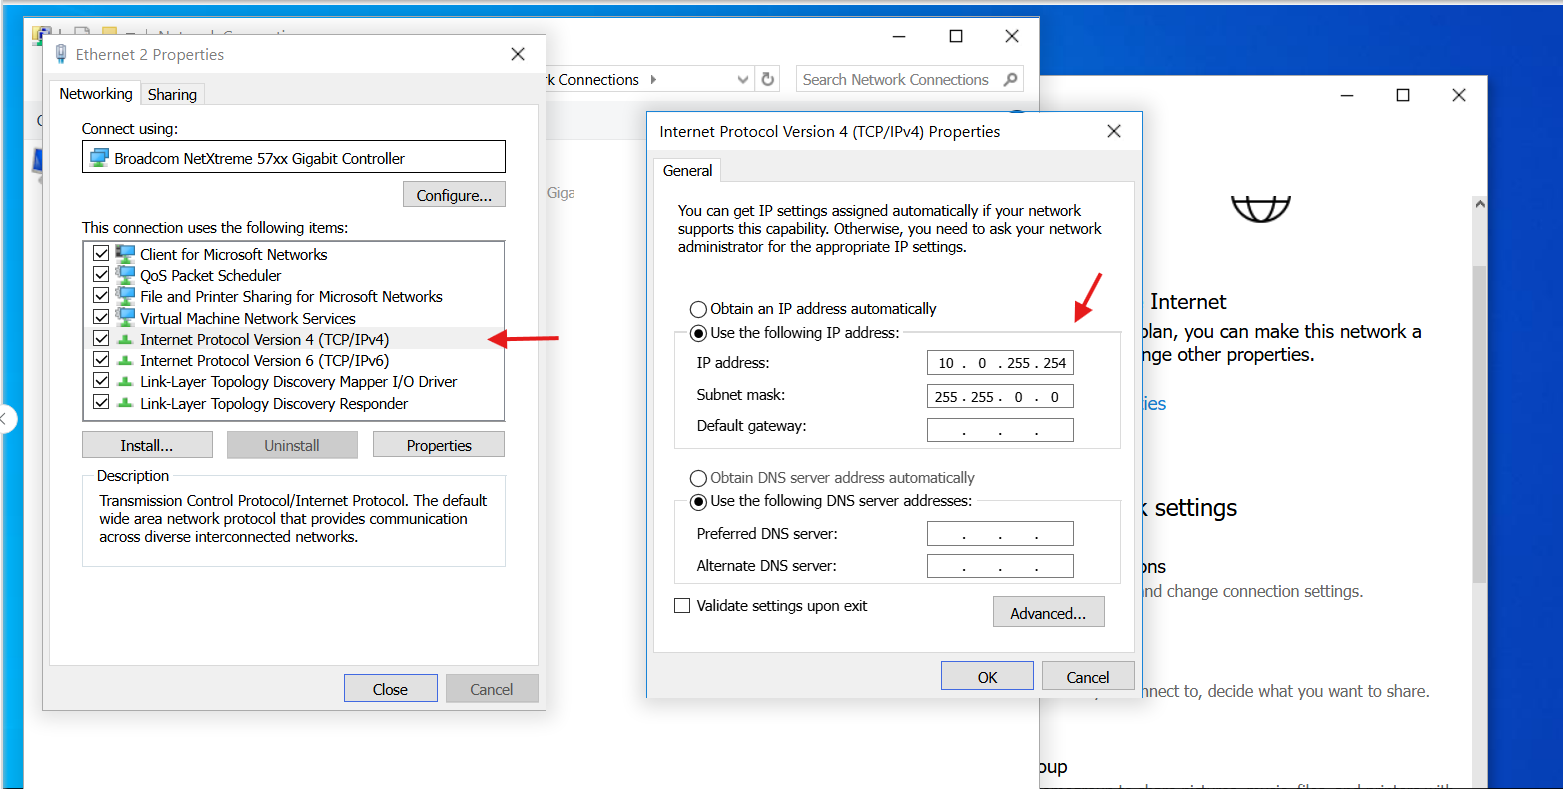 Ethernet 2 Properties
Networking
Sharing
Connect using:
Broadcom NetXtreme 57xx Gigabit Controller
Configure...
This connection uses the following items:
Client for Microsoft Networks
QoS Packet Scheduler
File and Printer Sharing for Microsoft Networks
Virtual Machine Network Services
Internet Protocol Version 4 (TCP/IPv4)
Internet Protocol Version 6 (TCP/IPv6)
Link-Layer Topology Discovery Mapper I/O Driver
Link-Layer Topology Discovery Responder
Install...
Uninstall
Properties
Description
Transmission Control Protocol/Internet Protocol. The default
wide area network protocol that provides communication
across diverse interconnected networks.
Close
Cancel
k Connections
Search Network Connections
Giga
Internet Protocol Version 4 (TCP/IPv4) Properties
General
You can get IP settings assigned automatically if your network
supports this capability. Otherwise, you need to ask your network
administrator for the appropriate IP settings.
Obtain an IP address automatically
Use the following IP address:
IP address:
10 . 0 . 255 . 254
Subnet mask:
255 . 255 . 0 . 0
Default gateway:
. . .
Obtain DNS server address automatically
Use the following DNS server addresses:
Preferred DNS server:
. . .
Alternate DNS server:
. . .
Validate settings upon exit
Advanced...
OK
Cancel
Internet
plan, you can make this network a
nge other properties.
ies
k settings
ons
nd change connection settings.
nnect to, decide what you want to share.
oup